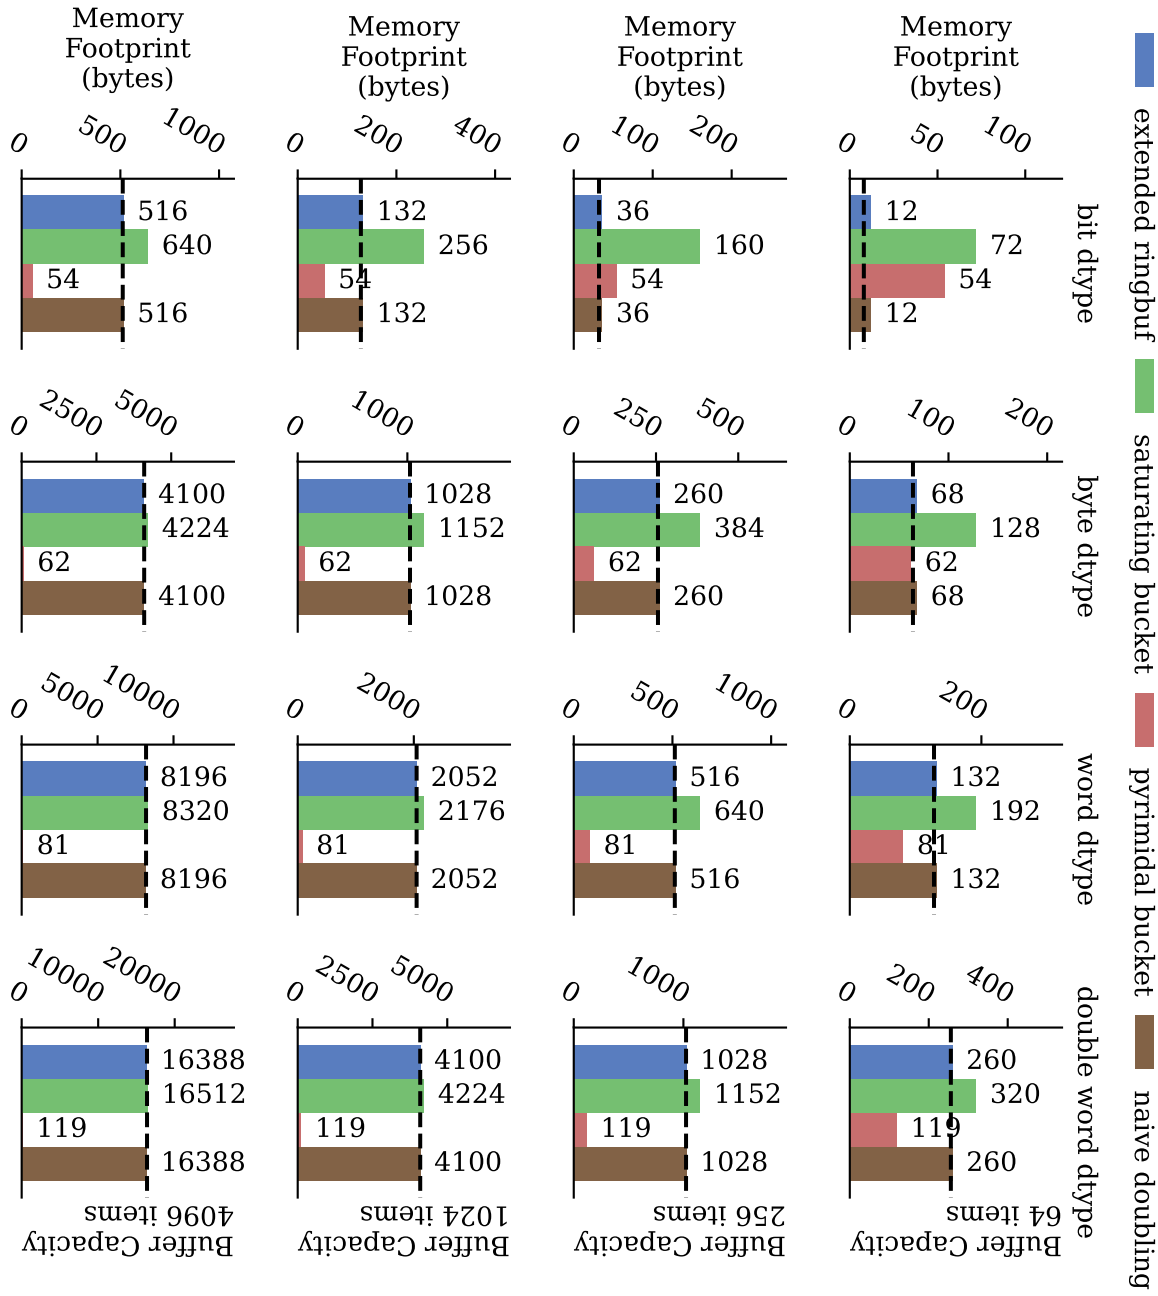 Memory
Footprint
(bytes)
Memory
Footprint
(bytes)
Memory
Footprint
(bytes)
Memory
Footprint
(bytes)
0 500 1000
0 200 400
0 100 200
0 50 100
516 132 36 12
640 256 160 72
54 54 54 54
516 132 36 12
bit dtype
0 2500 5000
0 1000
0 250 500
0 100 200
4100 1028 260 68
4224 1152 384 128
62 62 62 62
4100 1028 260 68
byte dtype
0 5000 10000
0 2000
0 500 1000
0 200
8196 2052 516 132
8320 2176 640 192
81 81 81 81
8196 2052 516 132
word dtype
0 10000 20000
0 2500 5000
0 1000
0 200 400
16388 4100 1028 260
16512 4224 1152 320
119 119 119 119
16388 4100 1028 260
double word dtype
Buffer Capacity
4096 items
Buffer Capacity
1024 items
Buffer Capacity
256 items
Buffer Capacity
64 items
extended ringbuf
saturating bucket
pyrimidal bucket
naive doubling